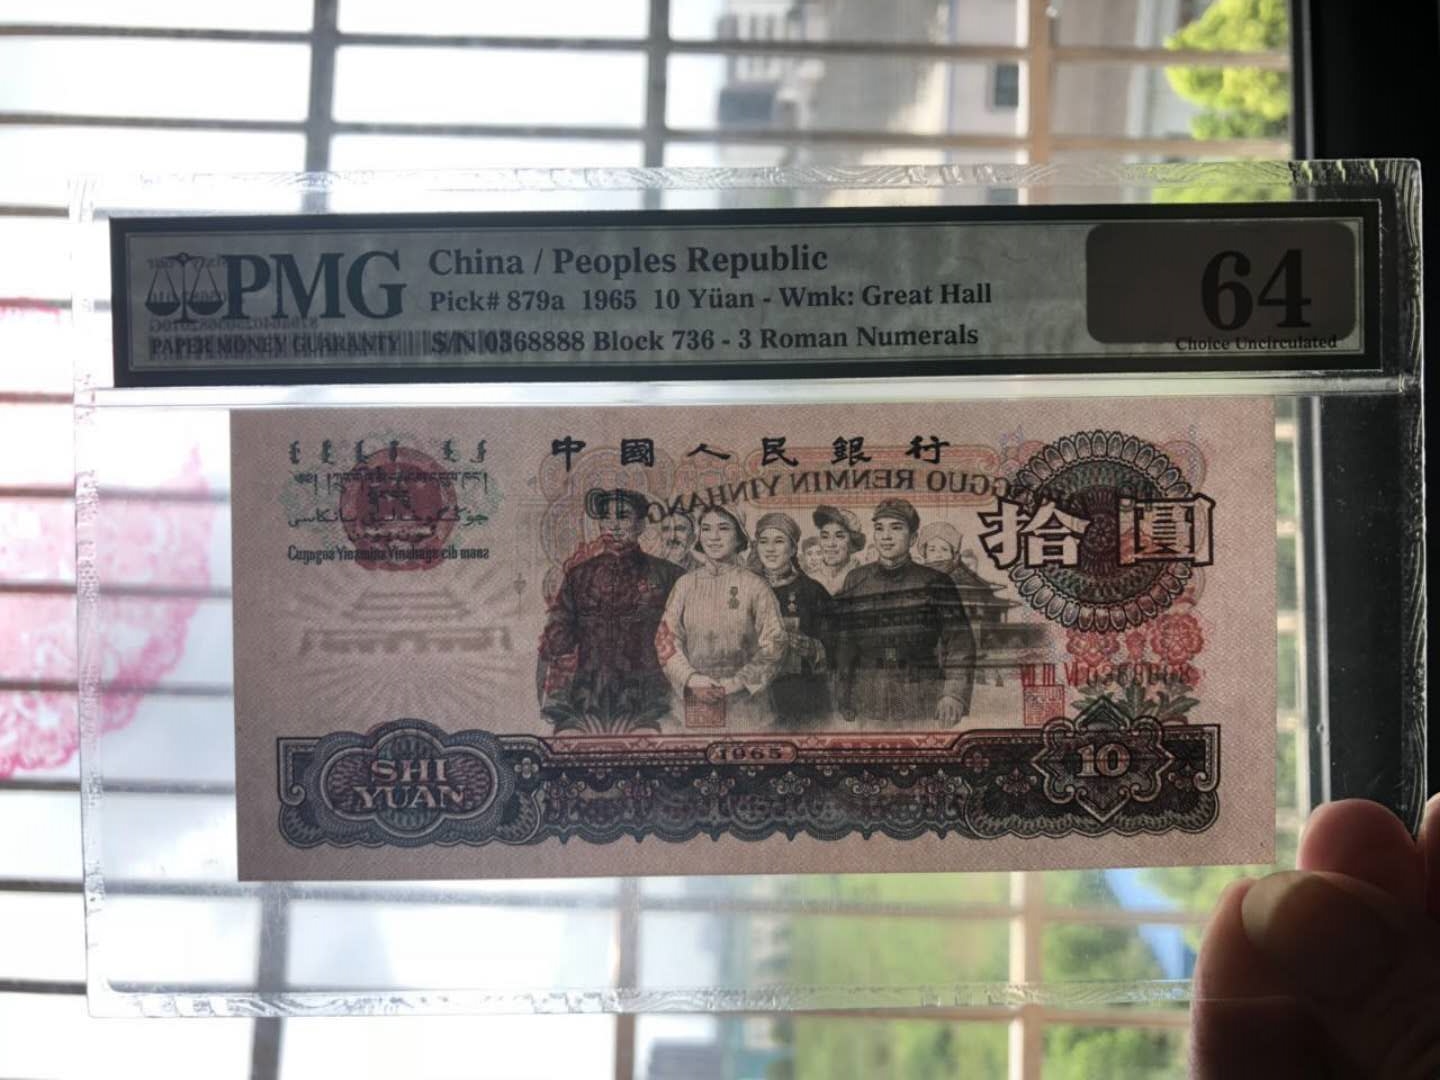 PMG
PAPER MONEY GUARANTY
China / Peoples Republic
Pick# 879a 1965 10 Yüan - Wmk: Great Hall
S/N 0368888 Block 736 - 3 Roman Numerals
64
Choice Uncirculated
中國人民銀行
ZHONGGUO RENMIN YINHANG
拾圓
1965
SHI
YUAN
10